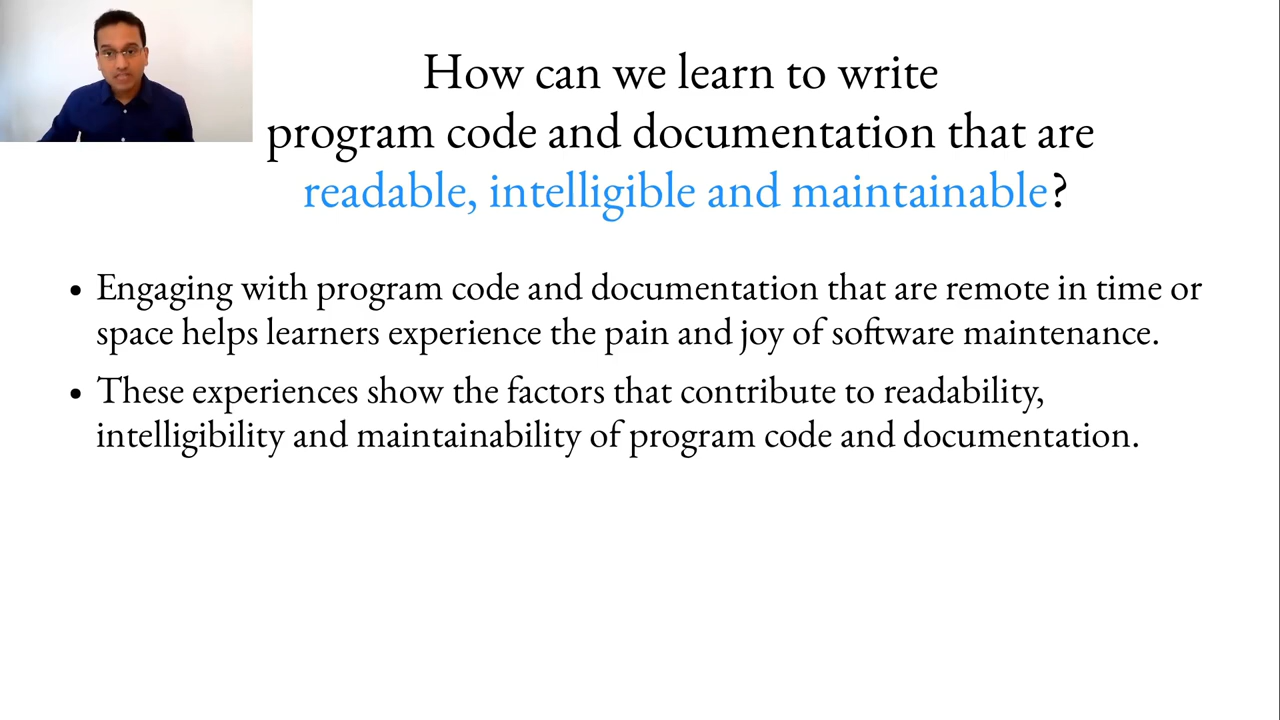 How can we learn to write
program code and documentation that are
readable, intelligible and maintainable?
• Engaging with program code and documentation that are remote in time or
space helps learners experience the pain and joy of software maintenance.
• These experiences show the factors that contribute to readability,
intelligibility and maintainability of program code and documentation.